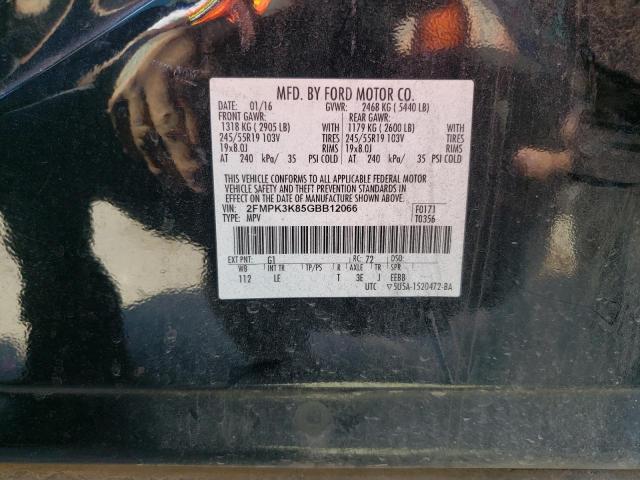 MFD. BY FORD MOTOR CO.
DATE: 01/16 GVWR: 2468 KG ( 5440 LB)
FRONT GAWR: REAR GAWR:
1318 KG ( 2905 LB) 1179 KG ( 2600 LB)
245/55R19 103V TIRES 245/55R19 103V TIRES
19x8.0J RIMS 19x8.0J RIMS
AT 240 kPa/ 35 PSI COLD AT 240 kPa/ 35 PSI COLD
THIS VEHICLE CONFORMS TO ALL APPLICABLE FEDERAL MOTOR
VEHICLE SAFETY AND THEFT PREVENTION STANDARDS IN EFFECT
ON THE DATE OF MANUFACTURE SHOWN ABOVE.
VIN: 2FMPK3K85GBB12066 F0171
TYPE: MPV T0356
EXT PNT: G1 RC: 72 DSO:
WB INT TR TP/PS R AXLE TR SPR
112 LE T 3E J EEBB
UTC ▽5U5A-1520472-BA